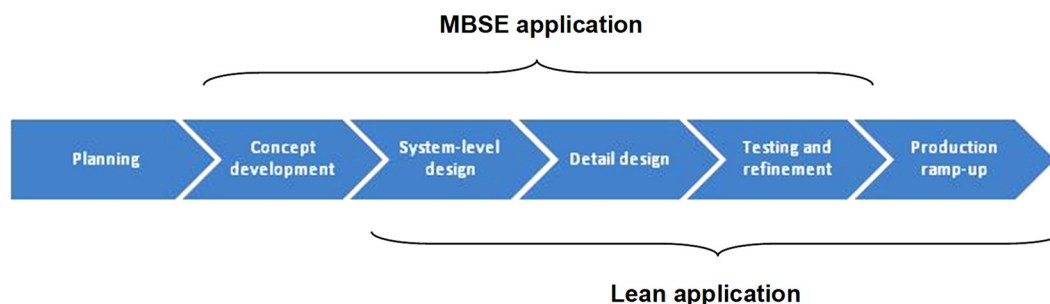 MBSE application
Planning
Concept
development
System-level
design
Detail design
Testing and
refinement
Production
ramp-up
Lean application